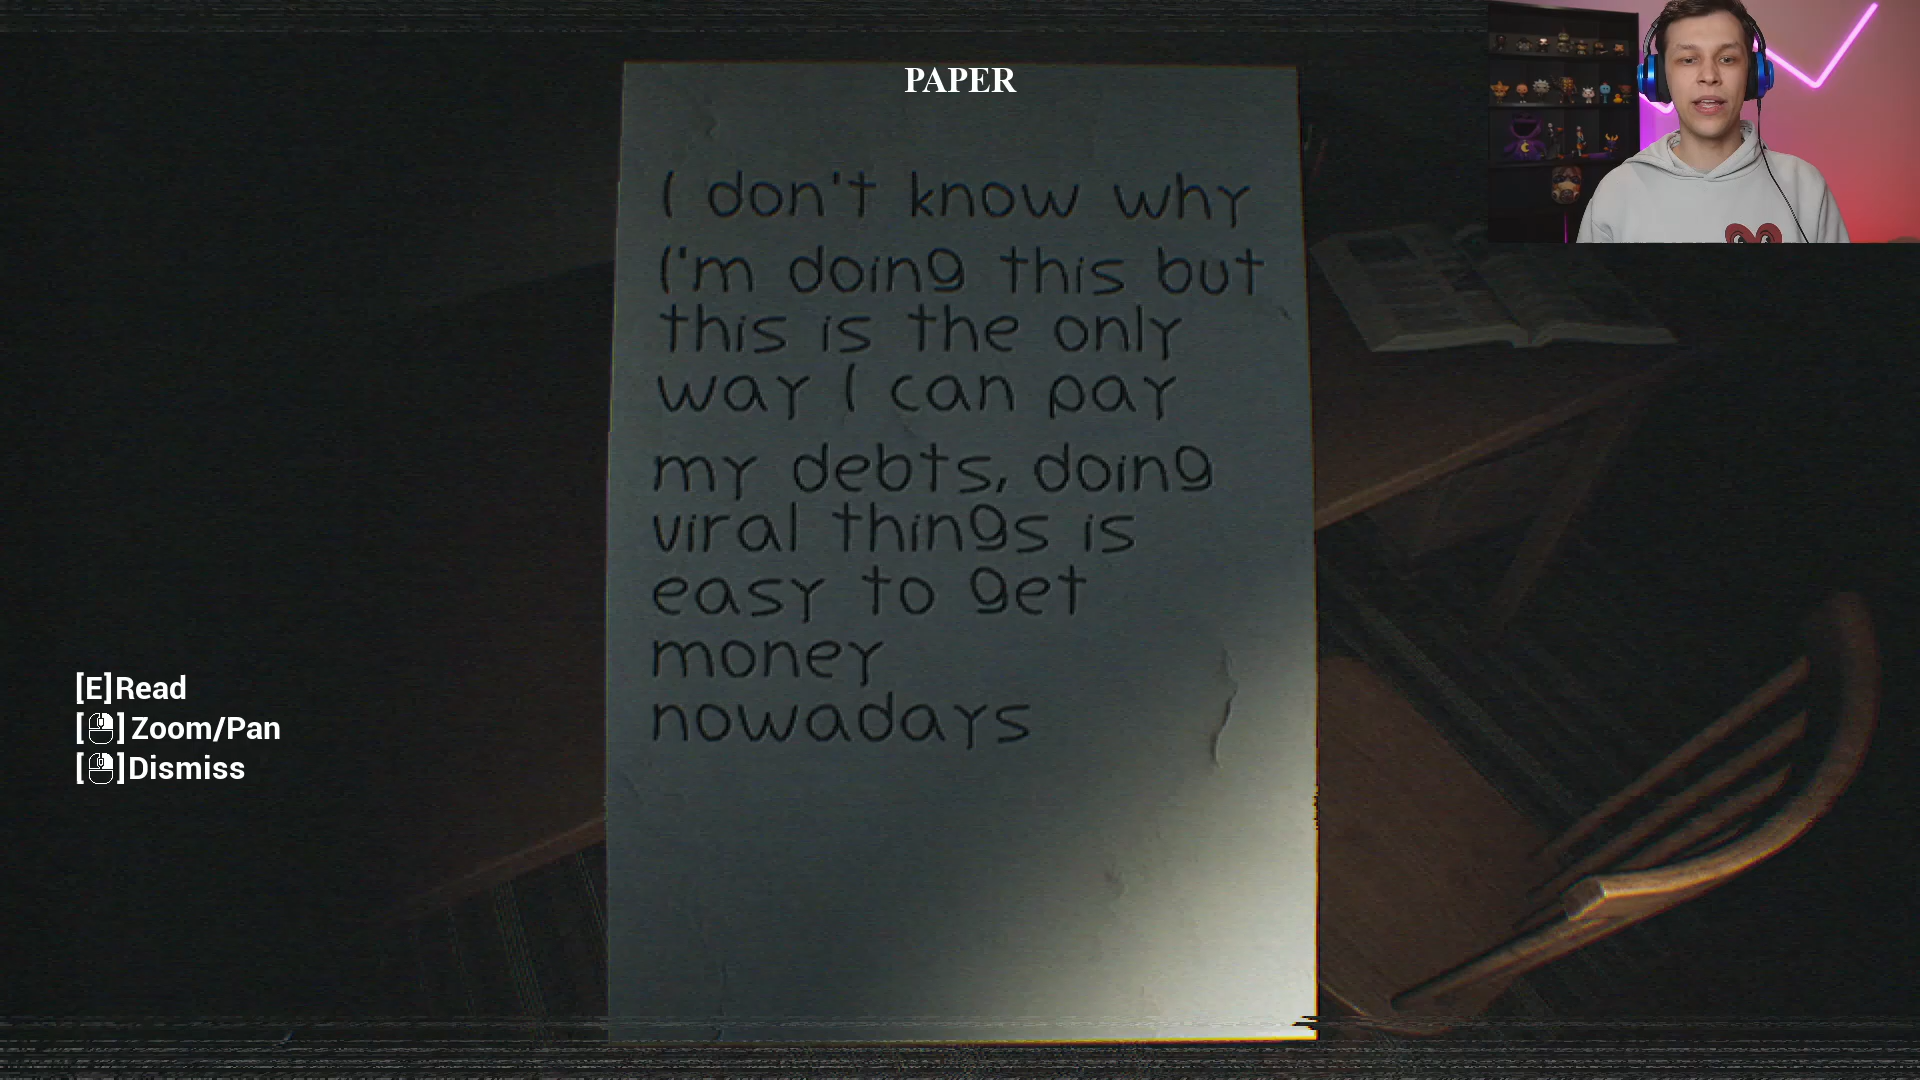 PAPER
I don't know why
I'm doing this but
this is the only
way I can pay
my debts, doing
viral things is
easy to get
money
nowadays
[E]Read
[] Zoom/Pan
[]Dismiss